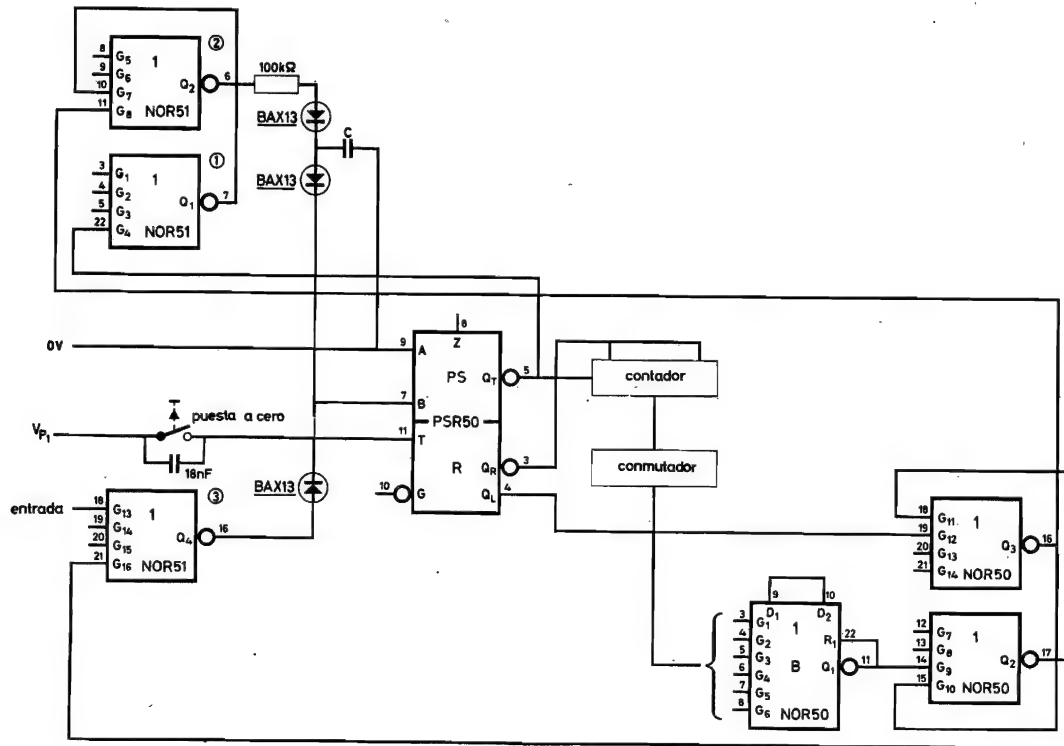 ②
8 G5 1
9 G6
10 G7 Q2 6
11 G8 NOR51
100kΩ
BAX13
C
BAX13
①
3 G1 1
4 G2
5 G3 Q1 7
22 G4 NOR51
0V
8
Z
9 A PS QT 5
7 B
PSR50
11 T
R QR 3
QL 4
10 G
contador
conmutador
VP1
puesta a cero
18nF
BAX13
③
entrada
18 G13 1
19 G14
20 G15 Q4 16
21 G16 NOR51
18 G11 1
19 G12
20 G13 Q3 16
21 G14 NOR50
9 10
D1 D2
3 G1 1
4 G2 R1 22
5 G3
6 G4 B Q1 11
7 G5
8 G6 NOR50
12 G7 1
13 G8
14 G9 Q2 17
15 G10 NOR50